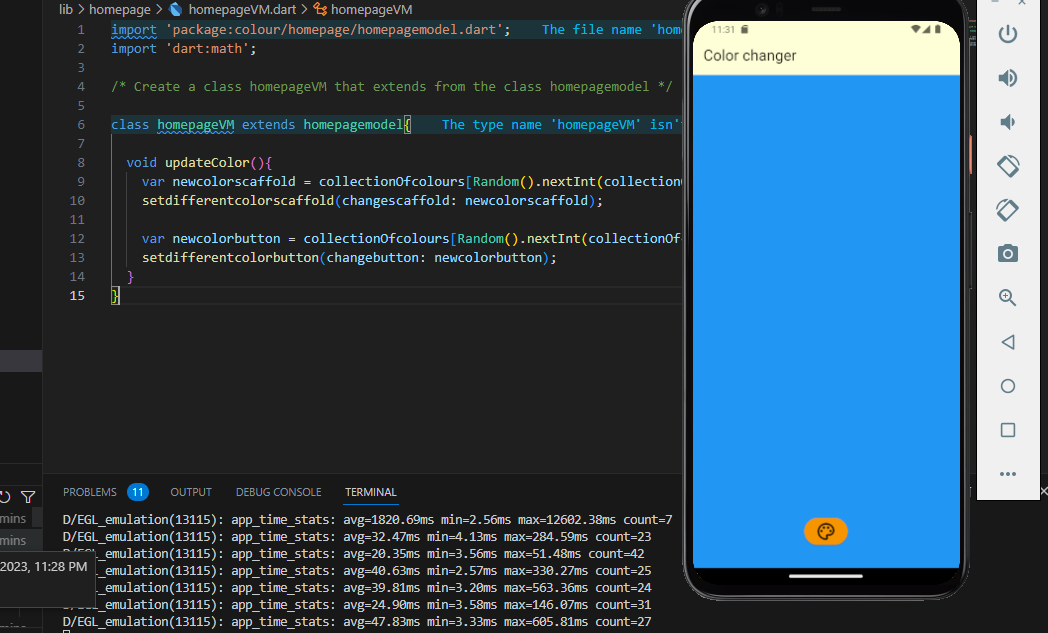 lib > homepage > homepageVM.dart > homepageVM
1 import 'package:colour/homepage/homepagemodel.dart'; The file name 'home
2 import 'dart:math';
3
4 /* Create a class homepageVM that extends from the class homepagemodel */
5
6 class homepageVM extends homepagemodel{ The type name 'homepageVM' isn'
7
8 void updateColor(){
9 var newcolorscaffold = collectionOfcolours[Random().nextInt(collection
10 setdifferentcolorscaffold(changescaffold: newcolorscaffold);
11
12 var newcolorbutton = collectionOfcolours[Random().nextInt(collectionOf
13 setdifferentcolorbutton(changebutton: newcolorbutton);
14 }
15 }
11:31
Color changer
PROBLEMS 11 OUTPUT DEBUG CONSOLE TERMINAL
D/EGL_emulation(13115): app_time_stats: avg=1820.69ms min=2.56ms max=12602.38ms count=7
D/EGL_emulation(13115): app_time_stats: avg=32.47ms min=4.13ms max=284.59ms count=23
D/EGL_emulation(13115): app_time_stats: avg=20.35ms min=3.56ms max=51.48ms count=42
D/EGL_emulation(13115): app_time_stats: avg=40.63ms min=2.57ms max=330.27ms count=25
D/EGL_emulation(13115): app_time_stats: avg=39.81ms min=3.20ms max=563.36ms count=24
D/EGL_emulation(13115): app_time_stats: avg=24.90ms min=3.58ms max=146.07ms count=31
D/EGL_emulation(13115): app_time_stats: avg=47.83ms min=3.33ms max=605.81ms count=27
mins
mins
2023, 11:28 PM